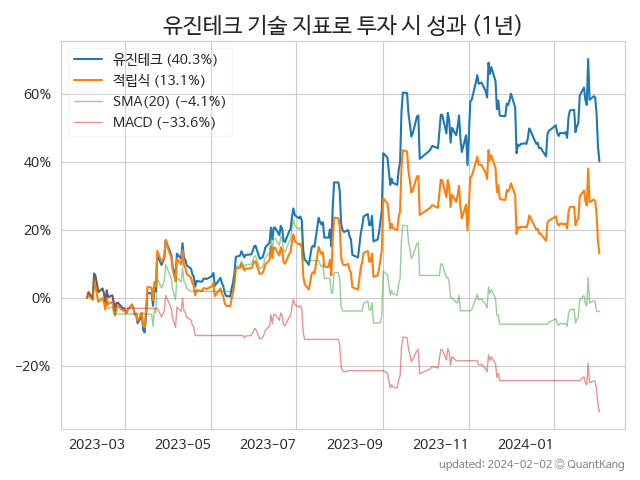 유진테크 기술 지표로 투자 시 성과 (1년)
유진테크 (40.3%)
적립식 (13.1%)
SMA(20) (−4.1%)
MACD (−33.6%)
60%
40%
20%
0%
−20%
2023−03 2023−05 2023−07 2023−09 2023−11 2024−01
updated: 2024−02−02 © QuantKang